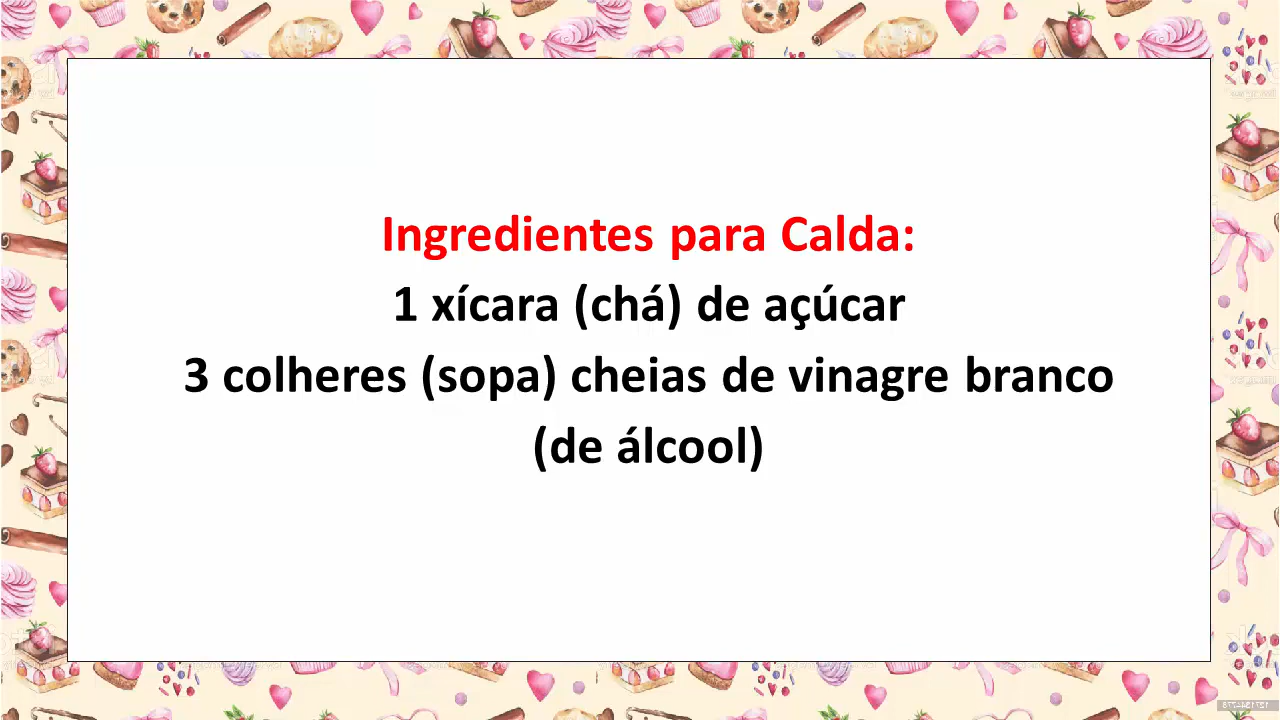 Ingredientes para Calda:
1 xícara (chá) de açúcar
3 colheres (sopa) cheias de vinagre branco
(de álcool)